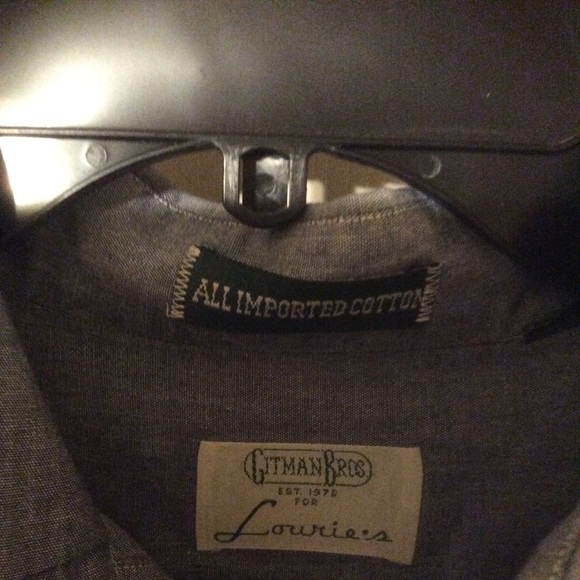 ALL IMPORTED COTTON
GITMAN BROS
EST. 1978
FOR
Lourie's